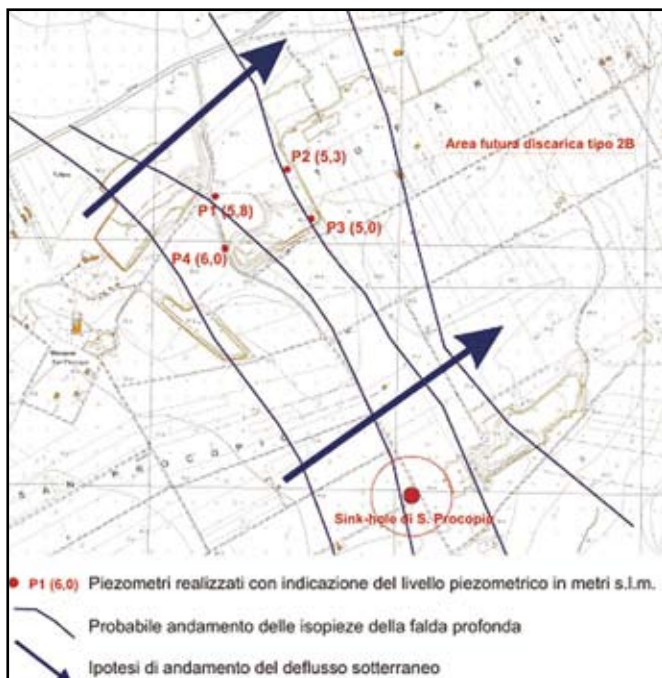 T U F A R E L L
Area futura discarica tipo 2B
P2 (5,3)
P1 (5,8)
P3 (5,0)
P4 (6,0)
S A N P R O C O P I O
Sink-hole di S. Procopio
P1 (6,0) Piezometri realizzati con indicazione del livello piezometrico in metri s.l.m.
Probabile andamento delle isopieze della falda profonda
Ipotesi di andamento del deflusso sotterraneo